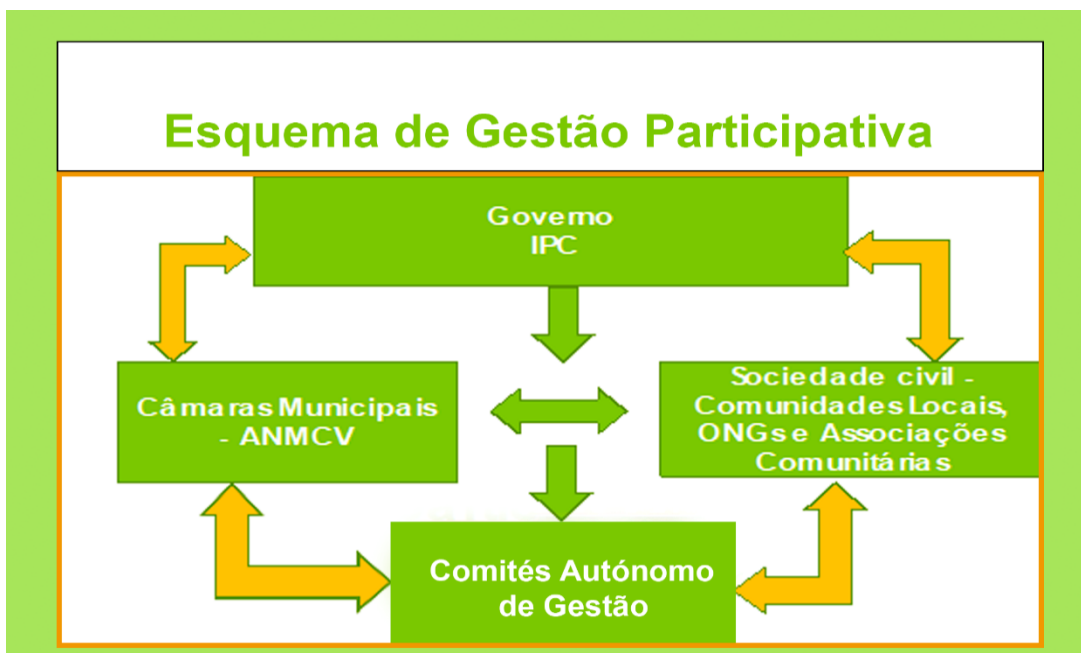 Esquema de Gestão Participativa
Governo
IPC
Câmaras Municipais
- ANMCV
Sociedade civil -
Comunidades Locais,
ONGs e Associações
Comunitárias
Comités Autónomo
de Gestão